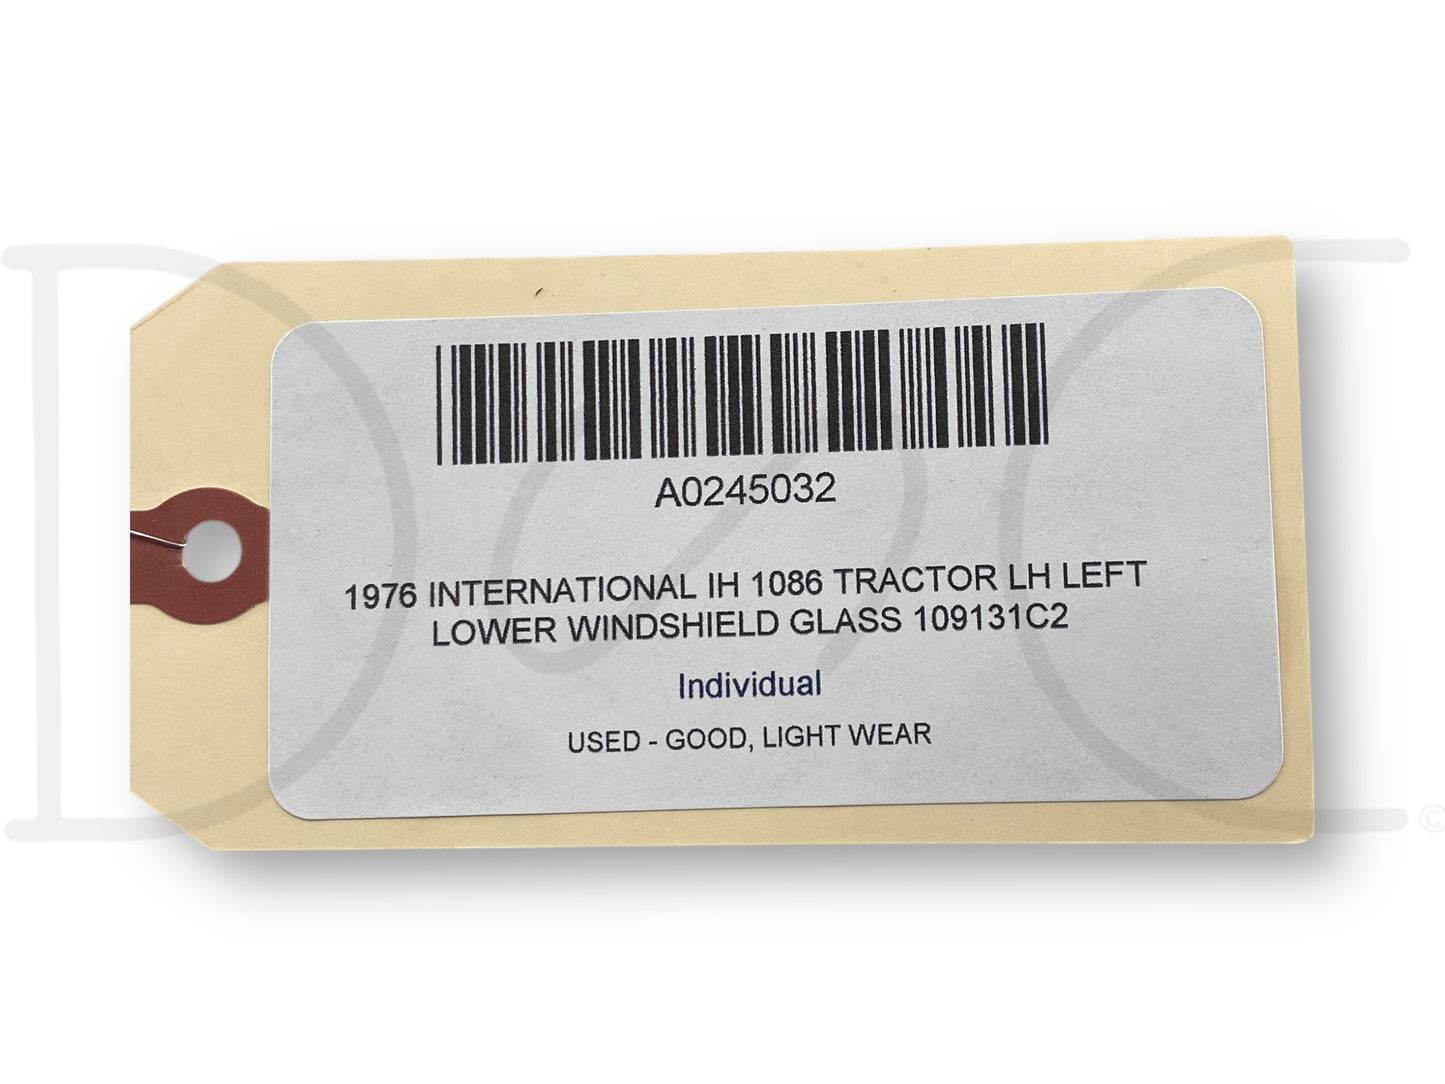 A0245032
1976 INTERNATIONAL IH 1086 TRACTOR LH LEFT
LOWER WINDSHIELD GLASS 109131C2
Individual
USED - GOOD, LIGHT WEAR
©